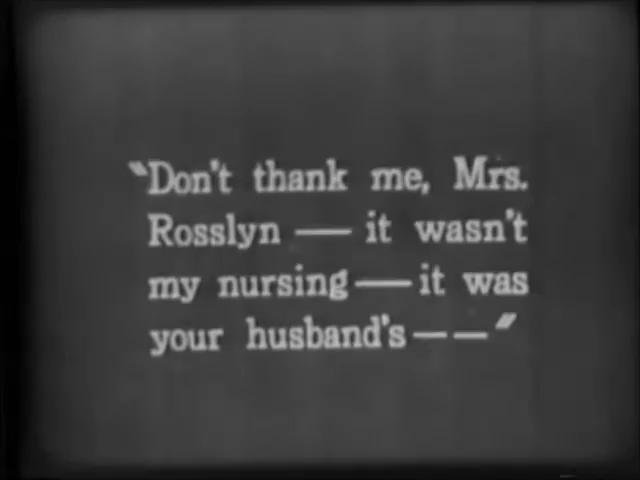 "Don't thank me, Mrs.
Rosslyn — it wasn't
my nursing — it was
your husband's — — "